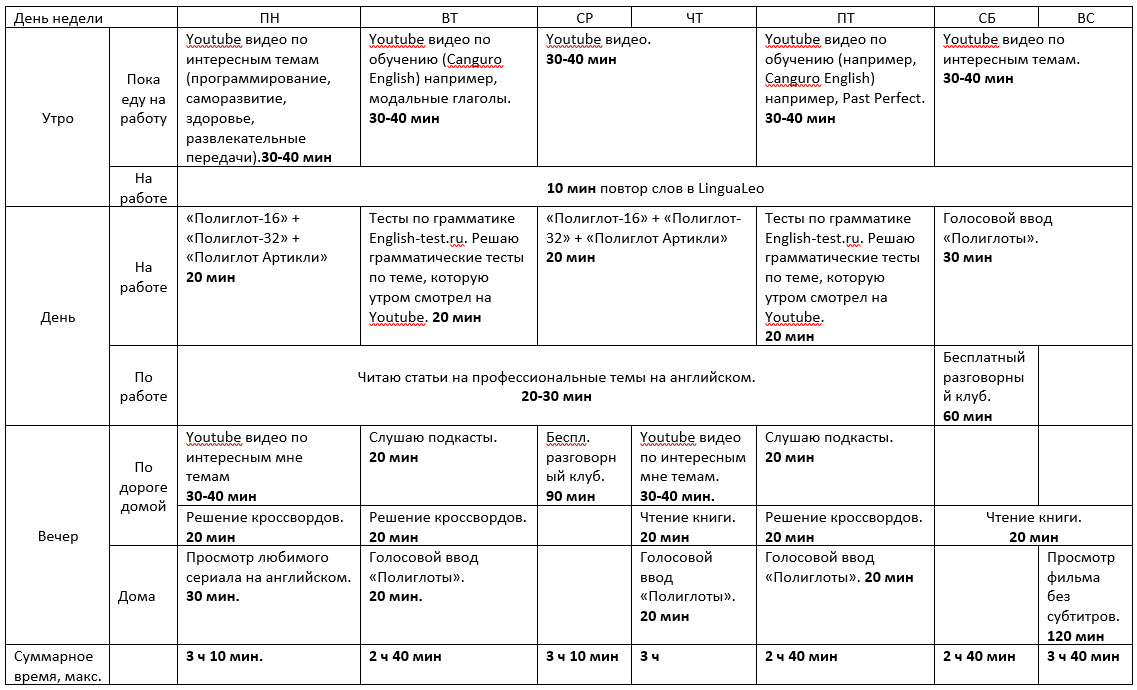 День недели
ПН
ВТ
СР
ЧТ
ПТ
СБ
ВС
Утро
Пока
еду на
работу
Youtube видео по
интересным темам
(программирование,
саморазвитие,
здоровье,
развлекательные
передачи).30-40 мин
Youtube видео по
обучению (Canguro
English) например,
модальные глаголы.
30-40 мин
Youtube видео.
30-40 мин
Youtube видео по
обучению (например,
Canguro English)
например, Past Perfect.
30-40 мин
Youtube видео по
интересным темам.
30-40 мин
На
работе
10 мин повтор слов в LinguaLeo
День
На
работе
«Полиглот-16» +
«Полиглот-32» +
«Полиглот Артикли»
20 мин
Тесты по грамматике
English-test.ru. Решаю
грамматические тесты
по теме, которую
утром смотрел на
Youtube. 20 мин
«Полиглот-16» + «Полиглот-
32» + «Полиглот Артикли»
20 мин
Тесты по грамматике
English-test.ru. Решаю
грамматические тесты
по теме, которую
утром смотрел на
Youtube.
20 мин
Голосовой ввод
«Полиглоты».
30 мин
По
работе
Читаю статьи на профессиональные темы на английском.
20-30 мин
Бесплатный
разговорны
й клуб.
60 мин
Вечер
По
дороге
домой
Youtube видео по
интересным мне
темам
30-40 мин
Слушаю подкасты.
20 мин
Беспл.
разговорн
ый клуб.
90 мин
Youtube видео
по интересным
мне темам.
30-40 мин.
Слушаю подкасты.
20 мин
Решение кроссвордов.
20 мин
Решение кроссвордов.
20 мин
Чтение книги.
20 мин
Решение кроссвордов.
20 мин
Чтение книги.
20 мин
Дома
Просмотр любимого
сериала на английском.
30 мин.
Голосовой ввод
«Полиглоты».
20 мин.
Голосовой
ввод
«Полиглоты».
20 мин
Голосовой ввод
«Полиглоты». 20 мин
Просмотр
фильма
без
субтитров.
120 мин
Суммарное
время, макс.
3 ч 10 мин.
2 ч 40 мин
3 ч 10 мин
3 ч
2 ч 40 мин
2 ч 40 мин
3 ч 40 мин